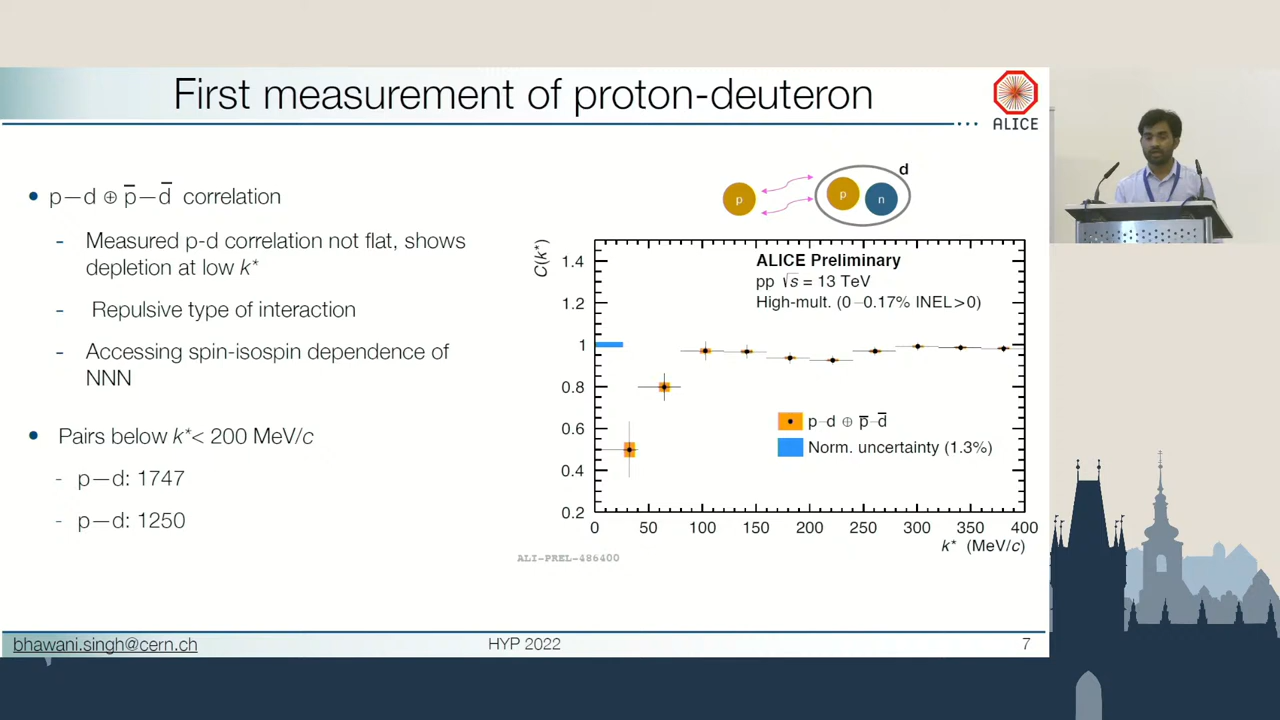 First measurement of proton-deuteron
ALICE
• p—d ⊕ p̅—d̅ correlation
- Measured p-d correlation not flat, shows
depletion at low k*
- Repulsive type of interaction
- Accessing spin-isospin dependence of
NNN
• Pairs below k*< 200 MeV/c
- p—d: 1747
- p—d: 1250
d
p
p
n
C(k*)
ALICE Preliminary
pp √s = 13 TeV
High-mult. (0–0.17% INEL>0)
1.4
1.2
1
0.8
0.6
0.4
0.2
p–d ⊕ p̅–d̅
Norm. uncertainty (1.3%)
0 50 100 150 200 250 300 350 400
k* (MeV/c)
ALI-PREL-486400
bhawani.singh@cern.ch
HYP 2022
7